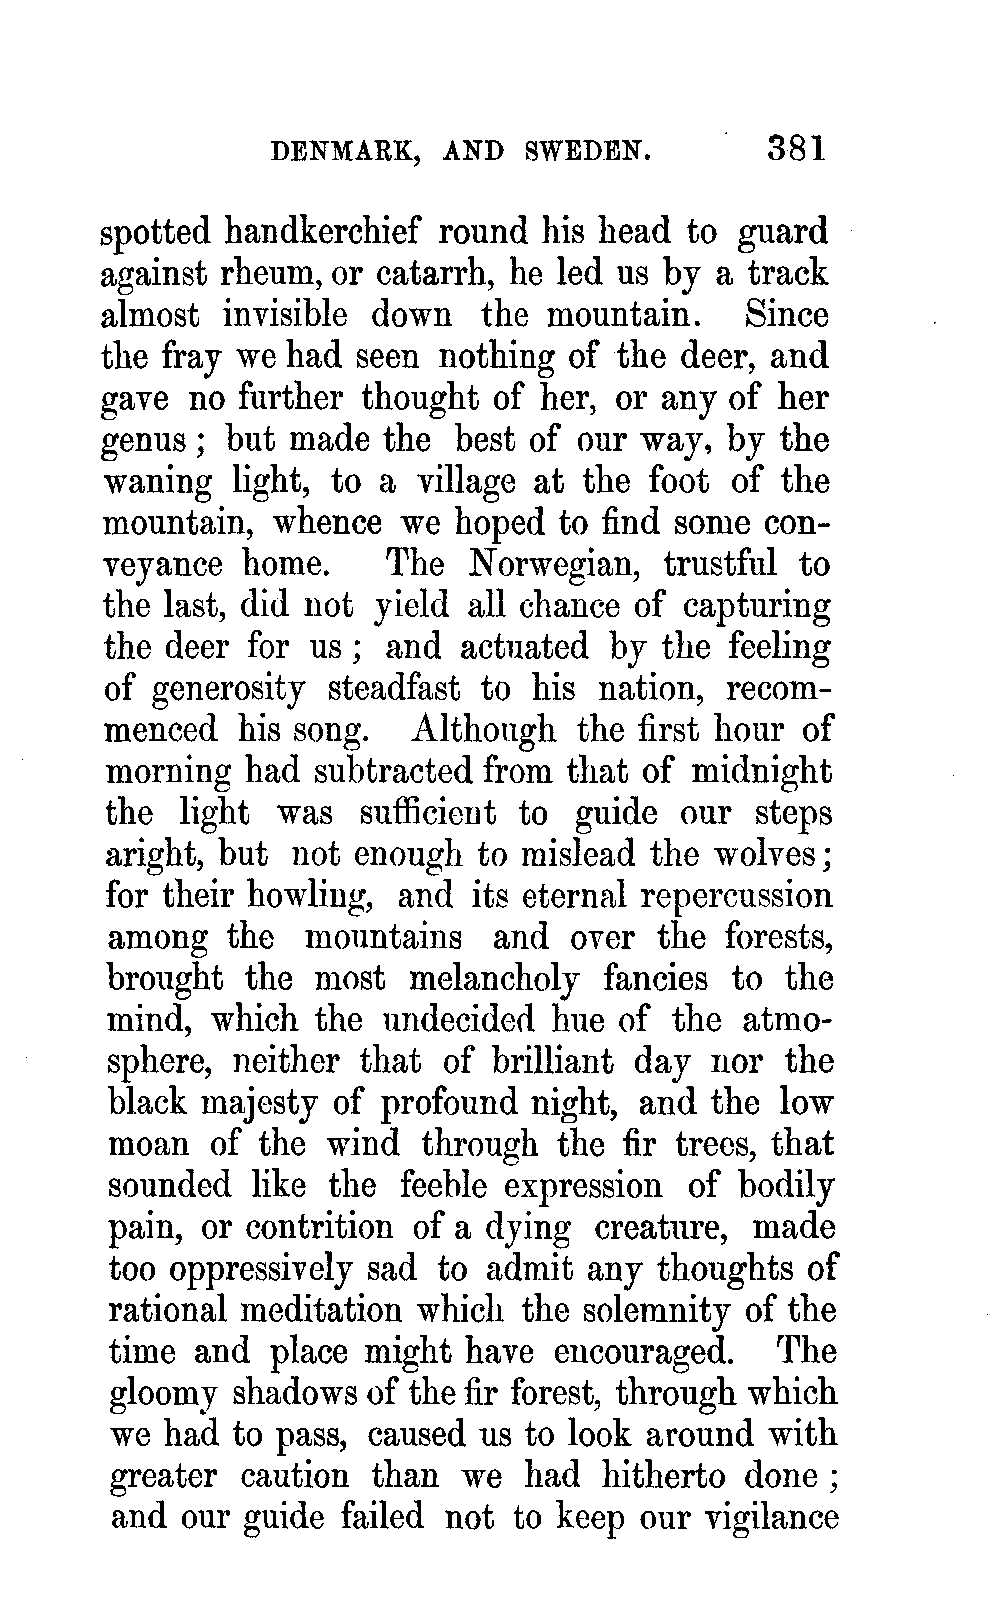 DENMARK, AND SWEDEN. 381
spotted handkerchief round his head to guard
against rheum, or catarrh, he led us by a track
almost invisible down the mountain. Since
the fray we had seen nothing of the deer, and
gave no further thought of her, or any of her
genus ; but made the best of our way, by the
waning light, to a village at the foot of the
mountain, whence we hoped to find some con-
veyance home. The Norwegian, trustful to
the last, did not yield all chance of capturing
the deer for us ; and actuated by the feeling
of generosity steadfast to his nation, recom-
menced his song. Although the first hour of
morning had subtracted from that of midnight
the light was sufficient to guide our steps
aright, but not enough to mislead the wolves;
for their howling, and its eternal repercussion
among the mountains and over the forests,
brought the most melancholy fancies to the
mind, which the undecided hue of the atmo-
sphere, neither that of brilliant day nor the
black majesty of profound night, and the low
moan of the wind through the fir trees, that
sounded like the feeble expression of bodily
pain, or contrition of a dying creature, made
too oppressively sad to admit any thoughts of
rational meditation which the solemnity of the
time and place might have encouraged. The
gloomy shadows of the fir forest, through which
we had to pass, caused us to look around with
greater caution than we had hitherto done ;
and our guide failed not to keep our vigilance